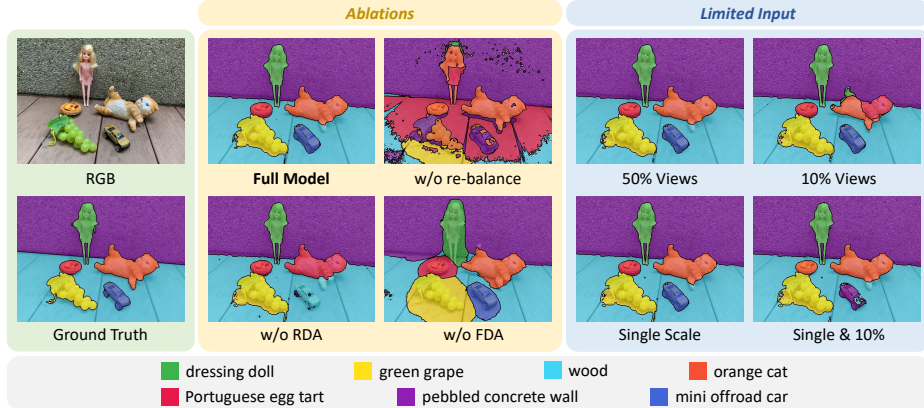 Ablations
Limited Input
RGB
Full Model
w/o re-balance
50% Views
10% Views
Ground Truth
w/o RDA
w/o FDA
Single Scale
Single & 10%
dressing doll
green grape
wood
orange cat
Portuguese egg tart
pebbled concrete wall
mini offroad car